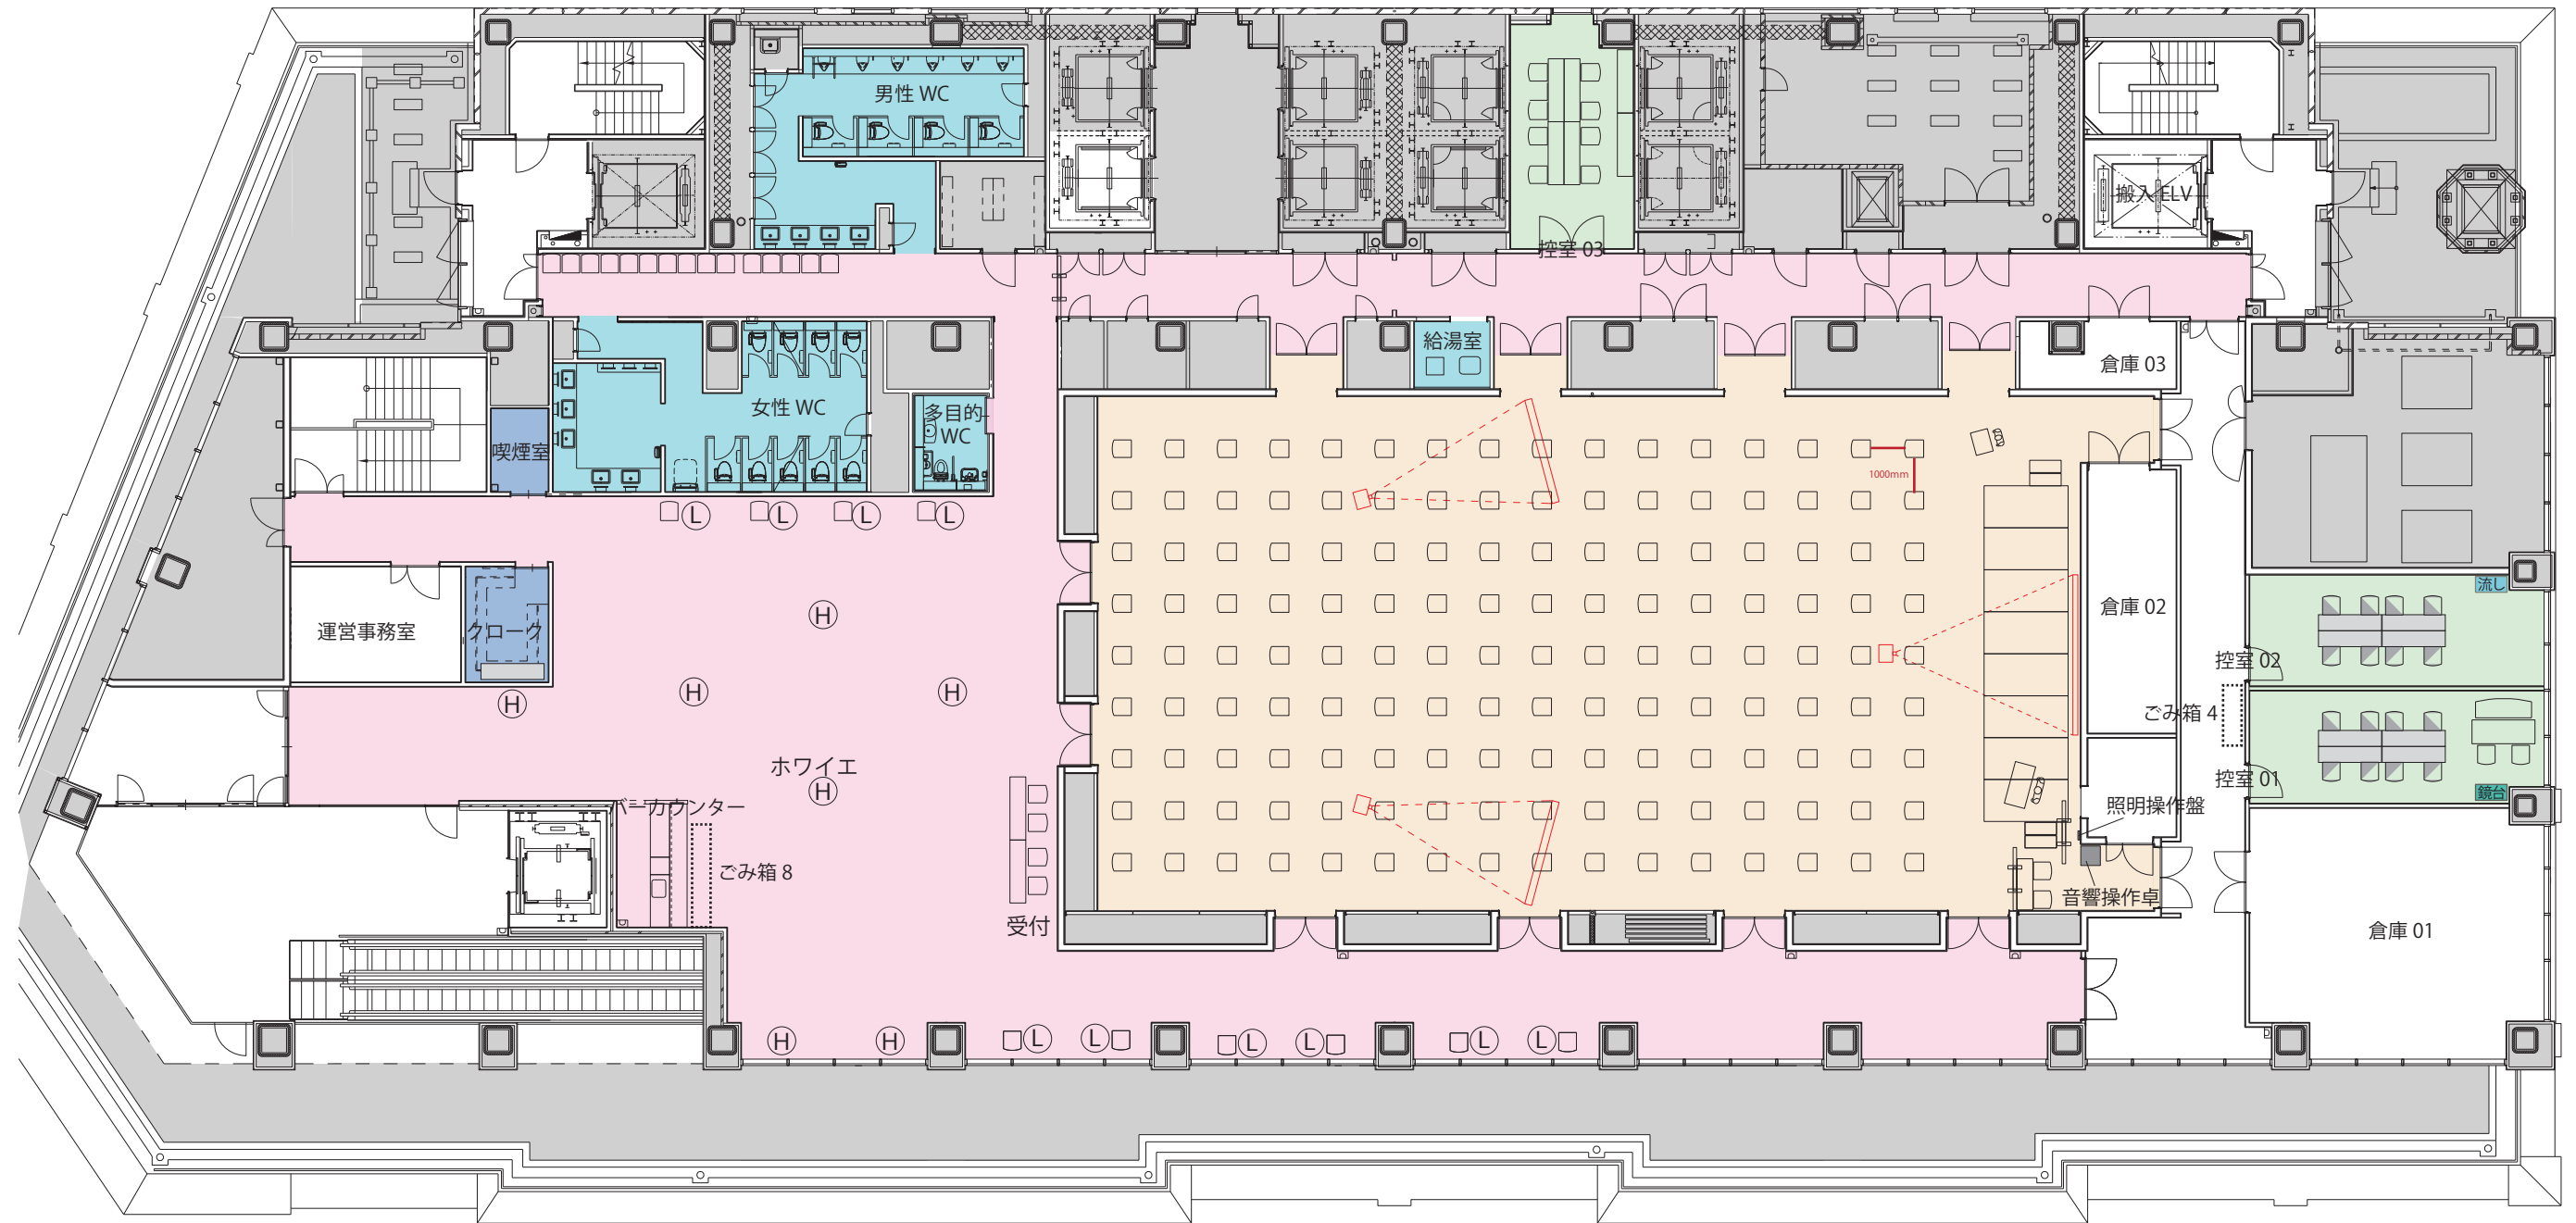 男性 WC
搬入 ELV
控室 03
給湯室
倉庫 03
女性 WC
多目的
WC
喫煙室
1000mm
L
L
L
L
流し
倉庫 02
H
運営事務室
クローク
控室 02
H
H
H
ごみ箱 4
ホワイエ
H
控室 01
鏡台
バーカウンター
照明操作盤
ごみ箱 8
音響操作卓
受付
倉庫 01
H
H
L
L
L
L
L
L